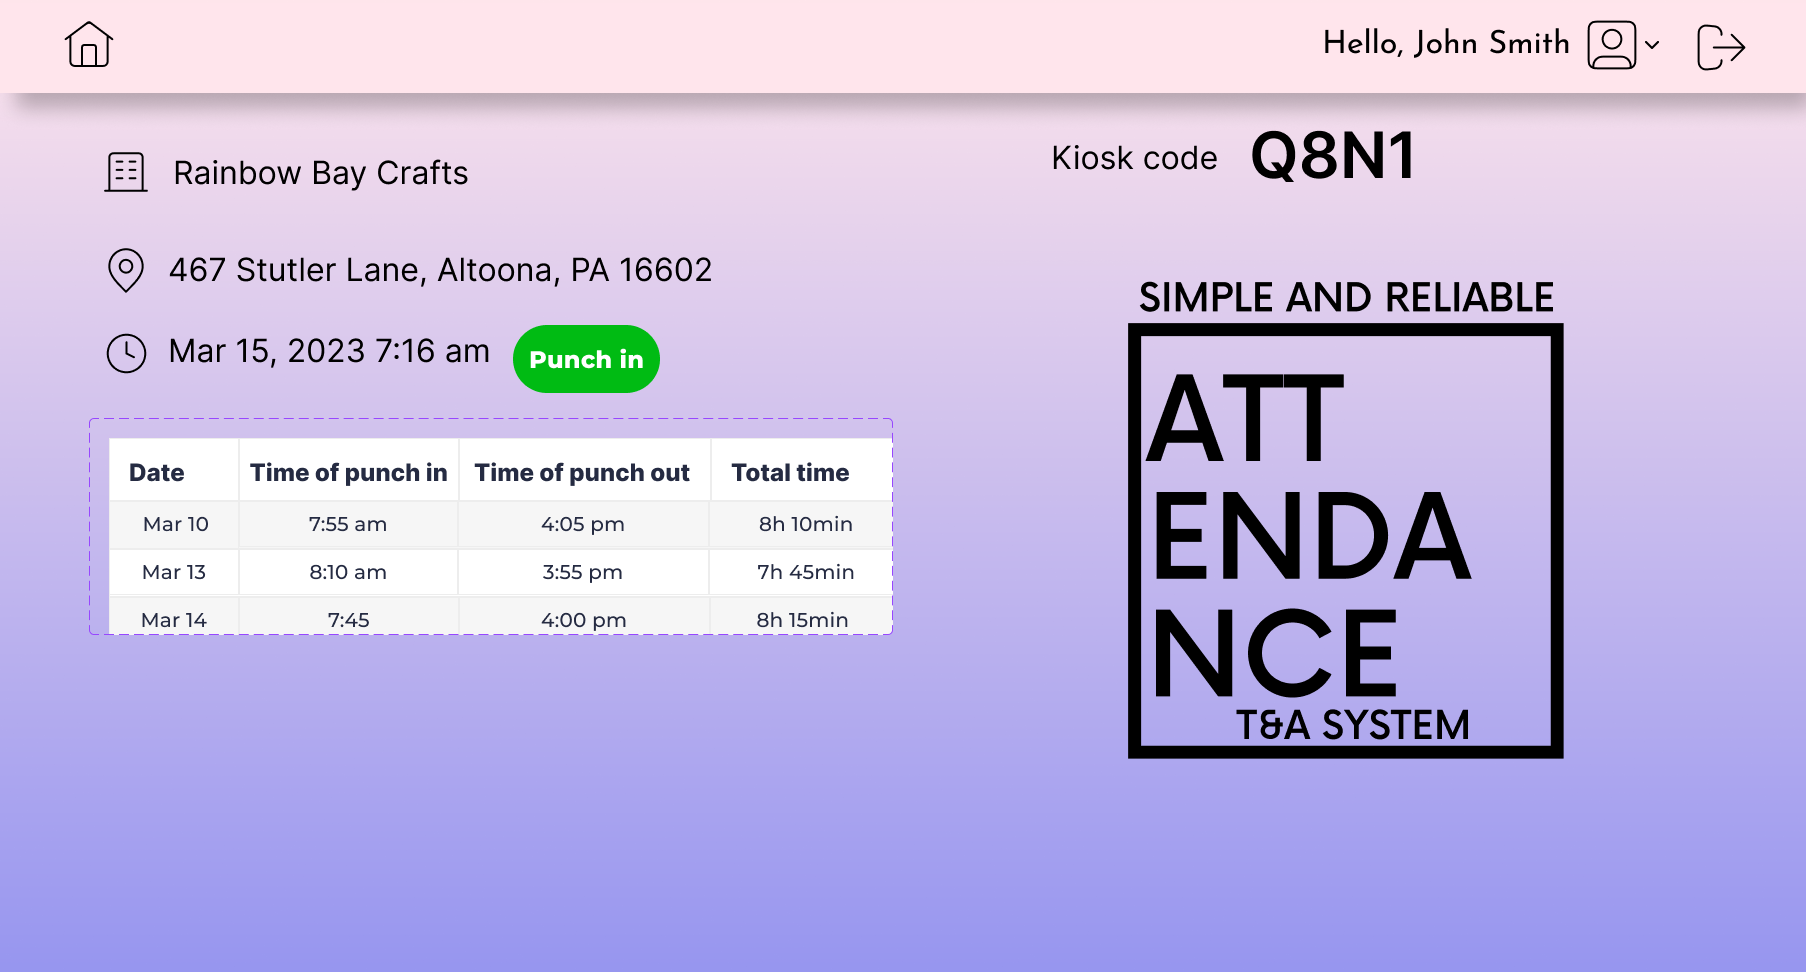 Hello, John Smith
Rainbow Bay Crafts
Kiosk code Q8N1
467 Stutler Lane, Altoona, PA 16602
Mar 15, 2023 7:16 am Punch in
Date Time of punch in Time of punch out Total time
Mar 10 7:55 am 4:05 pm 8h 10min
Mar 13 8:10 am 3:55 pm 7h 45min
Mar 14 7:45 4:00 pm 8h 15min
SIMPLE AND RELIABLE
ATT
ENDA
NCE
T&A SYSTEM